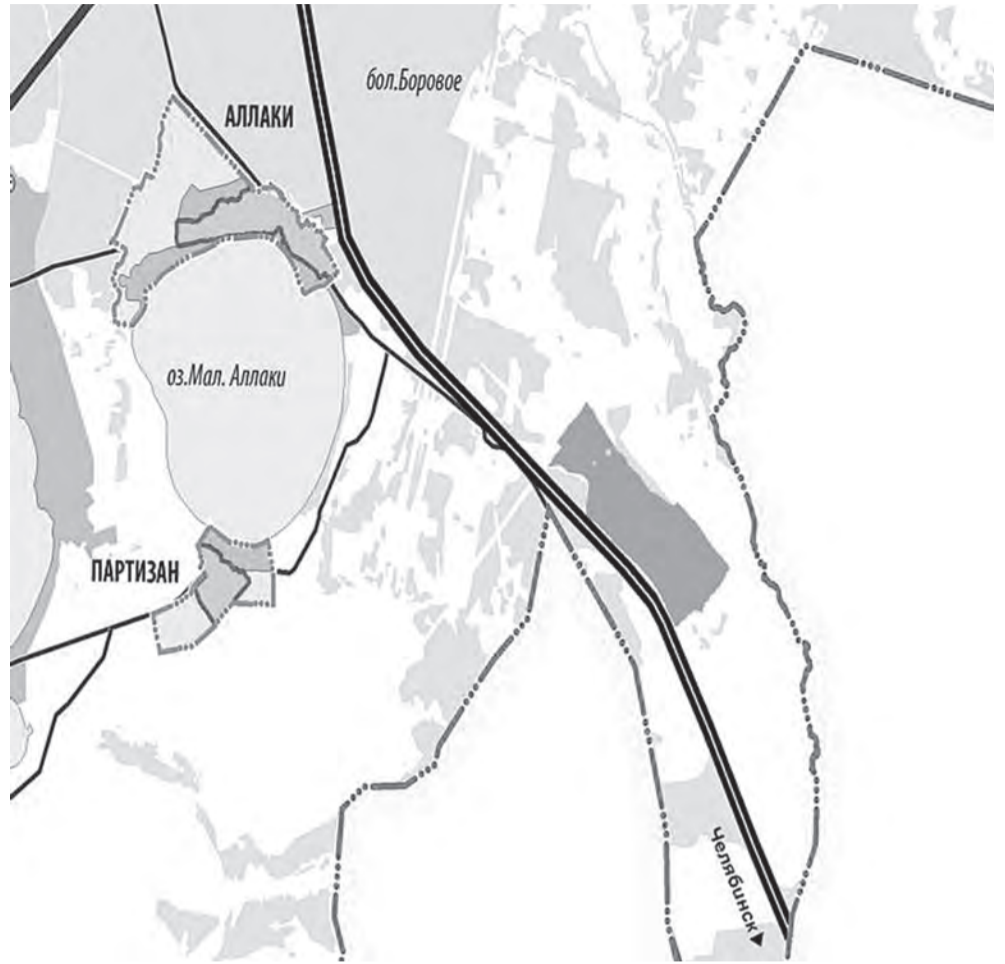 бол.Боровое
АЛЛАКИ
оз.Мал. Аллаки
ПАРТИЗАН
Челябинск